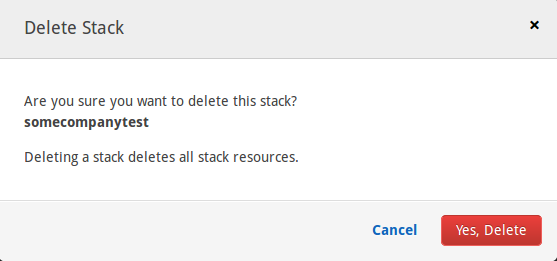 Delete Stack
×
Are you sure you want to delete this stack?
somecompanytest
Deleting a stack deletes all stack resources.
Cancel
Yes, Delete